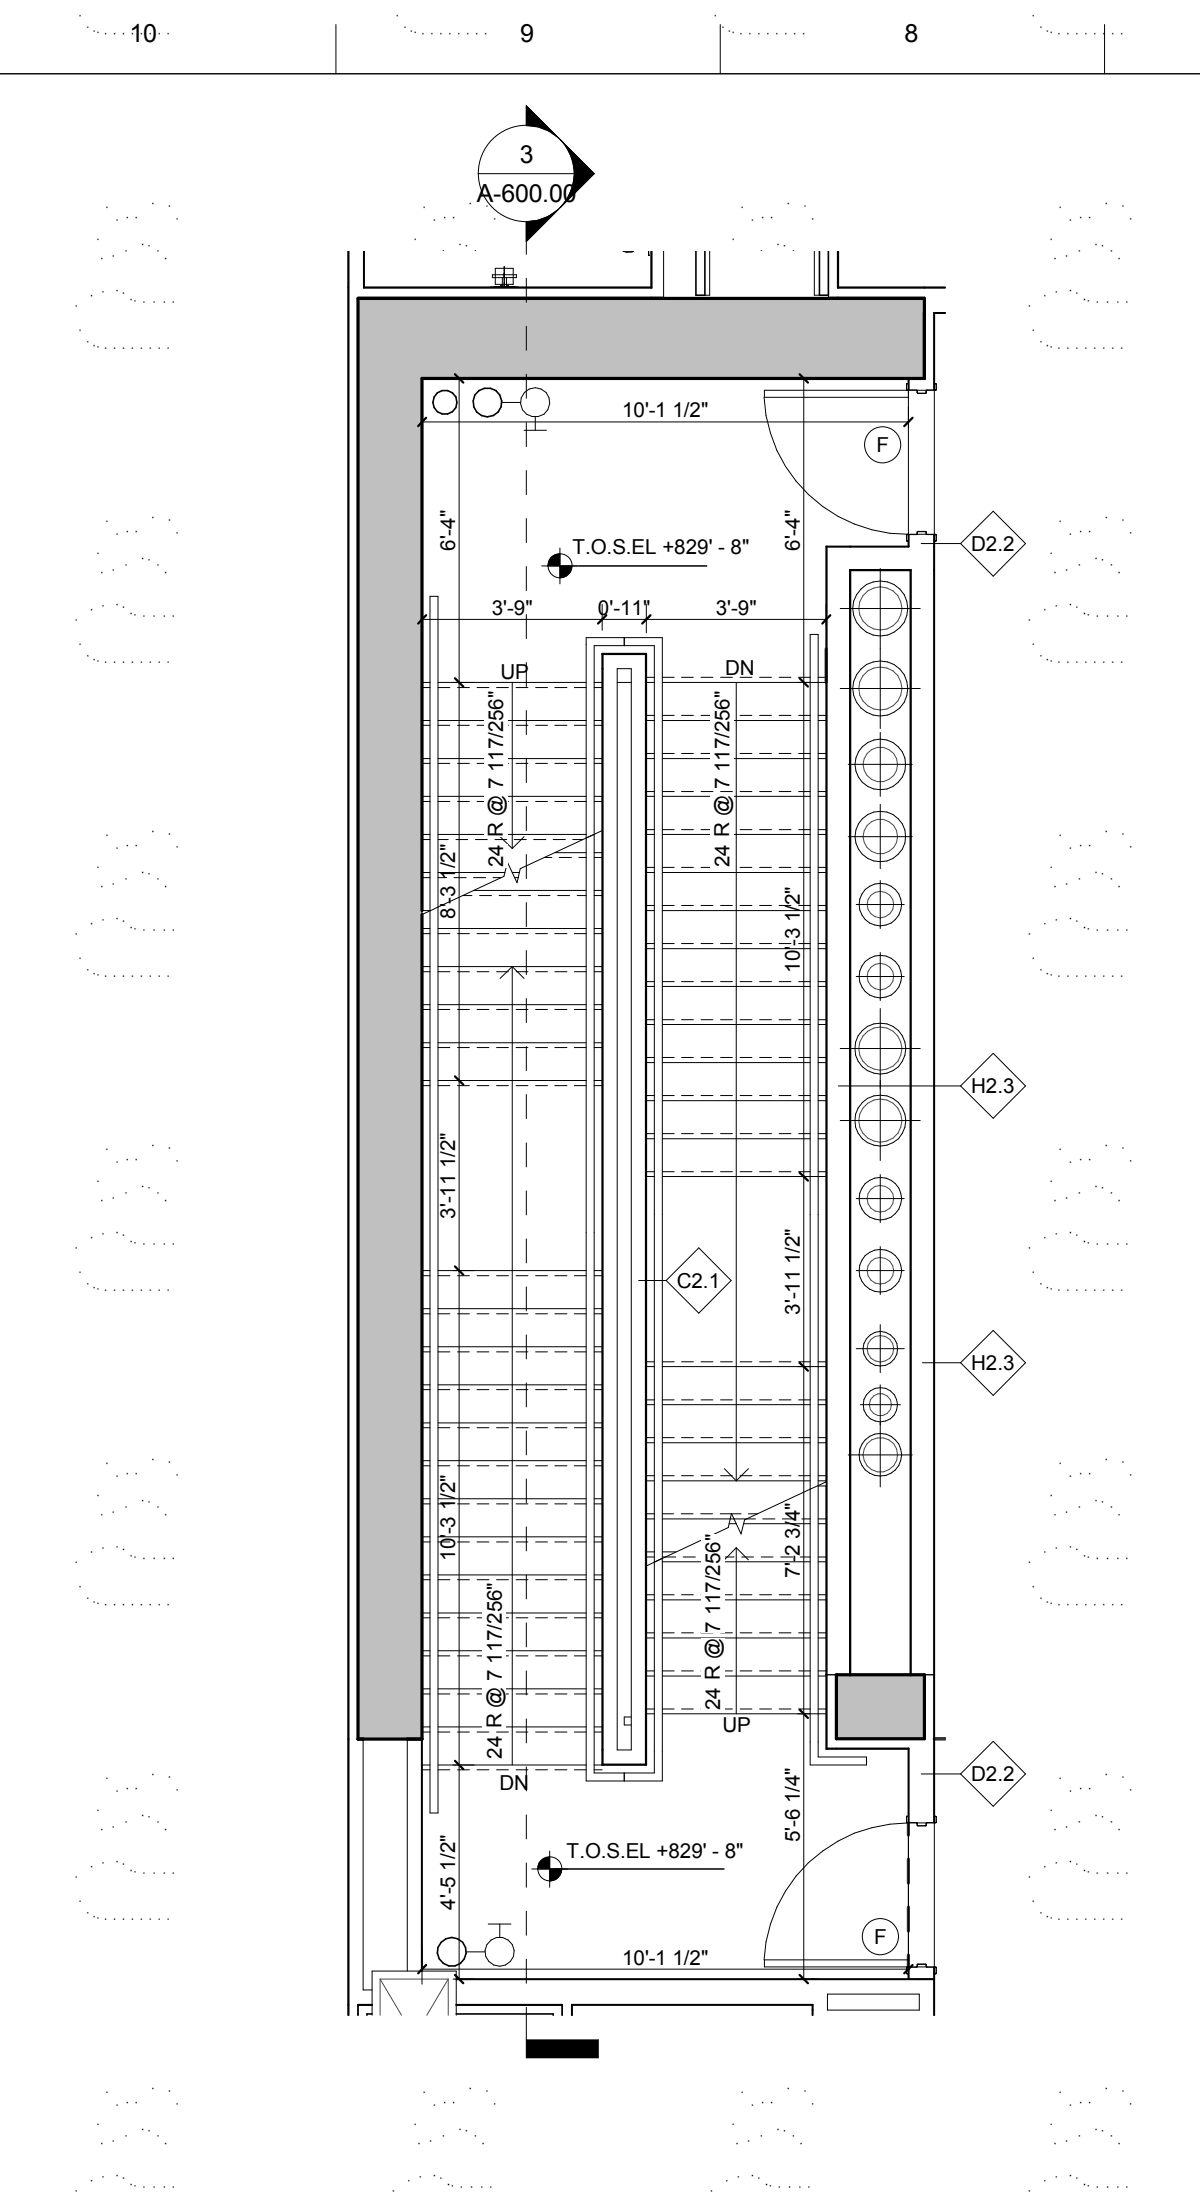 10 9 8
3
A-600.00
10'-1 1/2"
F
6'-4" 6'-4"
D2.2
T.O.S.EL +829' - 8"
3'-9" 0'-11" 3'-9"
UP DN
24 R @ 7 117/256" 24 R @ 7 117/256"
8'-3 1/2"
10'-3 1/2"
H2.3
3'-11 1/2"
3'-11 1/2"
C2.1
H2.3
10'-3 1/2"
7'-2 3/4"
24 R @ 7 117/256" 24 R @ 7 117/256"
UP
DN
D2.2
5'-6 1/4"
T.O.S.EL +829' - 8"
4'-5 1/2"
F
10'-1 1/2"